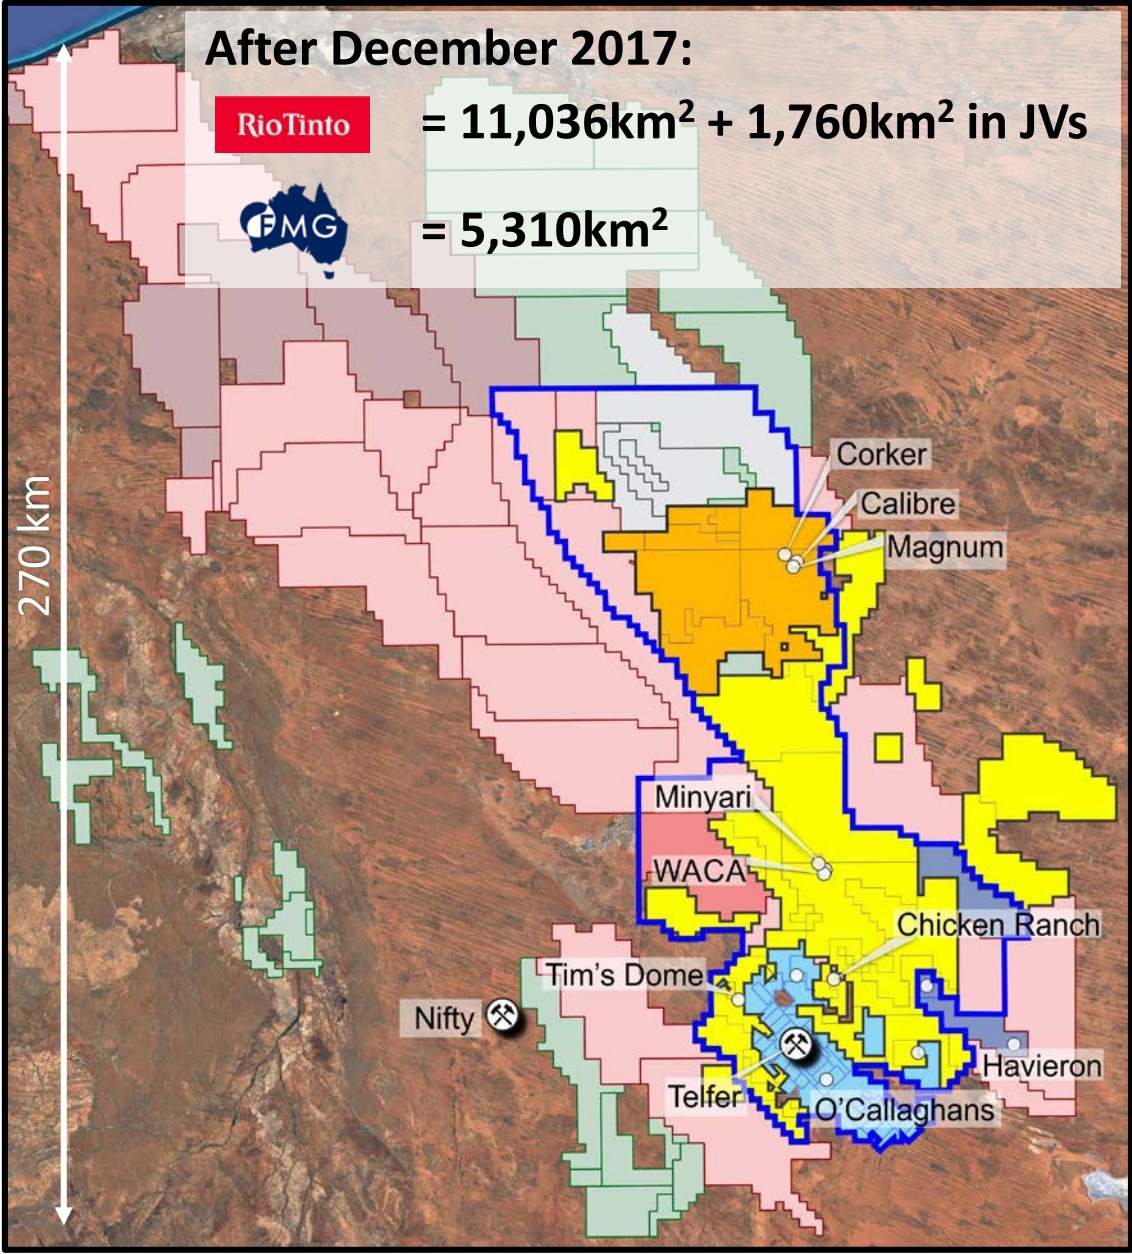 After December 2017:
RioTinto = 11,036km² + 1,760km² in JVs
FMG = 5,310km²
Corker
Calibre
Magnum
270 km
Minyari
WACA
Chicken Ranch
Tim's Dome
Nifty
Havieron
Telfer
O'Callaghans